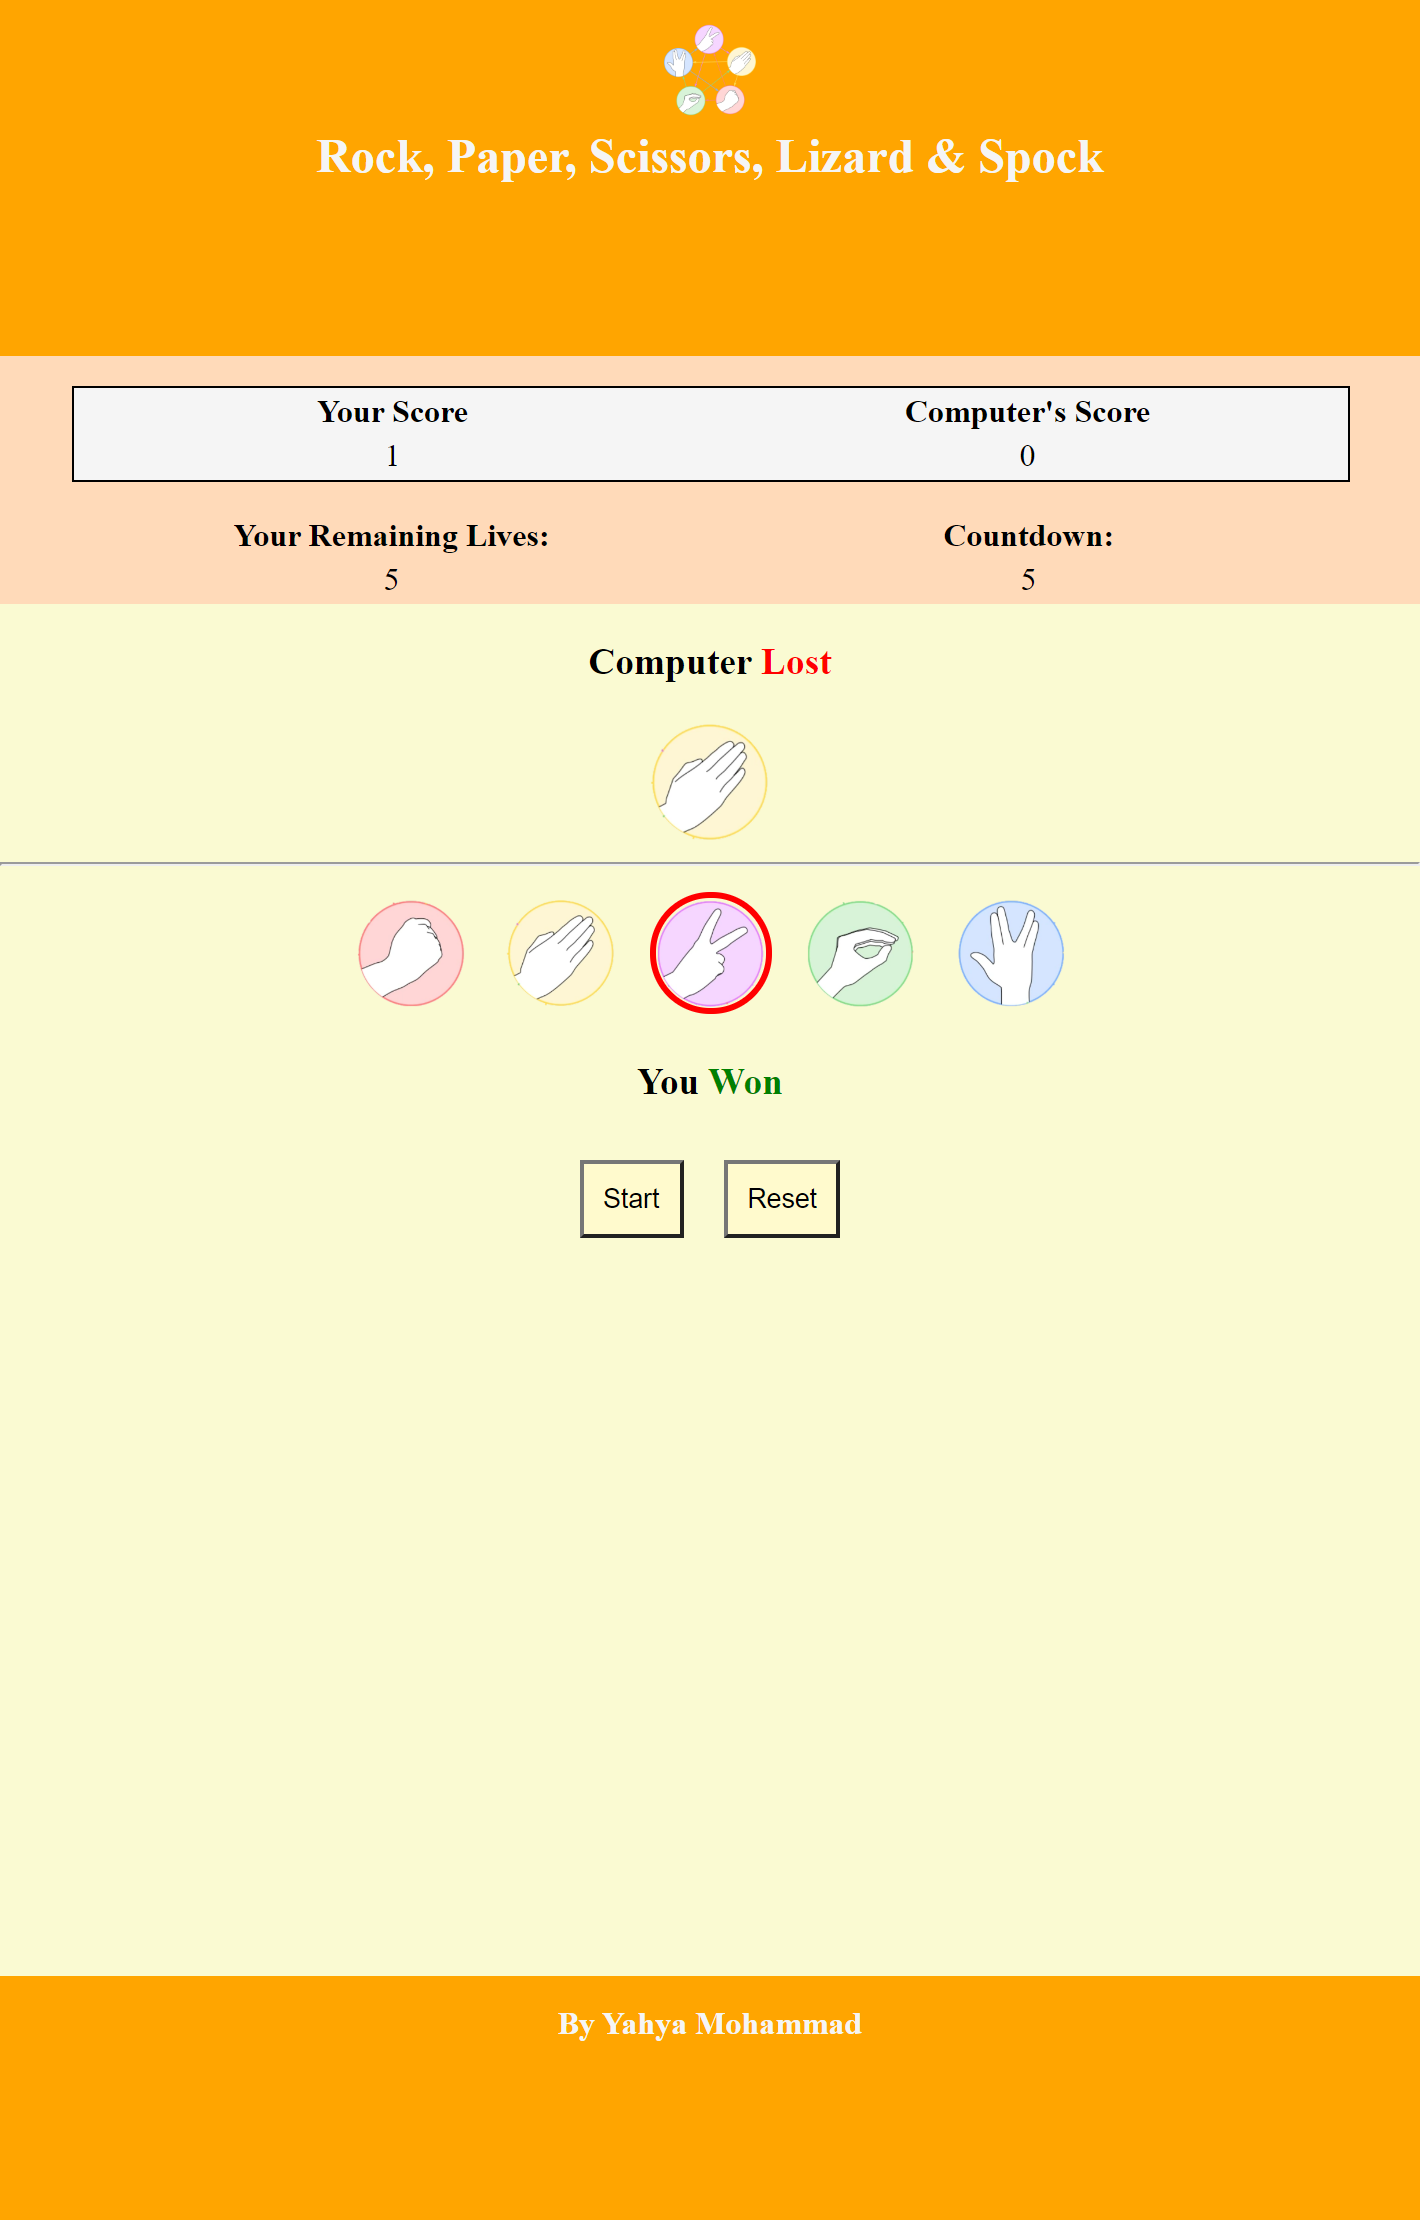 Rock, Paper, Scissors, Lizard & Spock
Your Score
Computer's Score
1
0
Your Remaining Lives:
Countdown:
5
5
Computer Lost
You Won
Start
Reset
By Yahya Mohammad